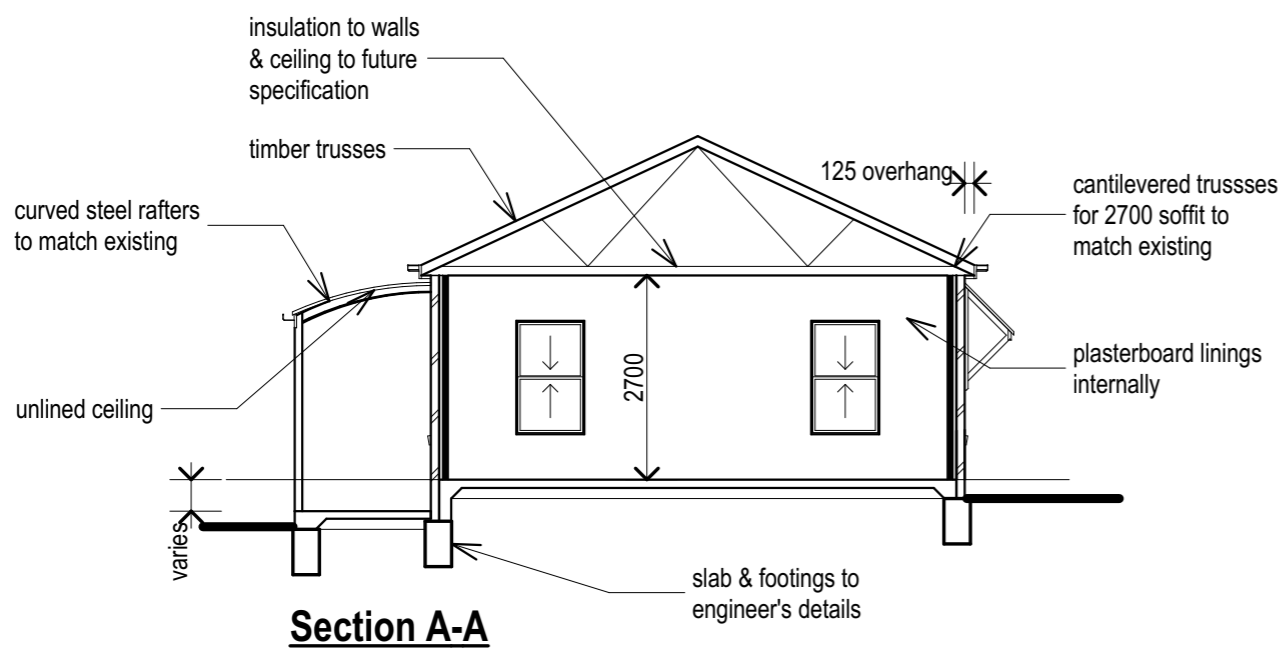 insulation to walls
& ceiling to future
specification
timber trusses
125 overhang
cantilevered trussses
for 2700 soffit to
match existing
curved steel rafters
to match existing
2700
plasterboard linings
internally
unlined ceiling
varies
slab & footings to
engineer's details
Section A-A